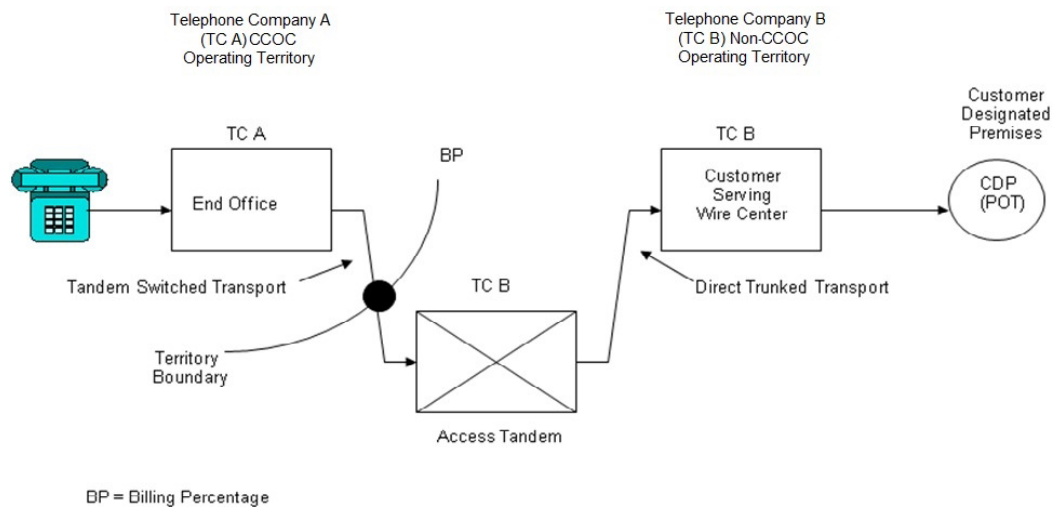 Telephone Company A
(TC A) CCOC
Operating Territory
Telephone Company B
(TC B) Non-CCOC
Operating Territory
Customer
Designated
Premises
TC A
BP
TC B
End Office
Customer
Serving
Wire Center
CDP
(POT)
Tandem Switched Transport
TC B
Direct Trunked Transport
Territory
Boundary
Access Tandem
BP = Billing Percentage